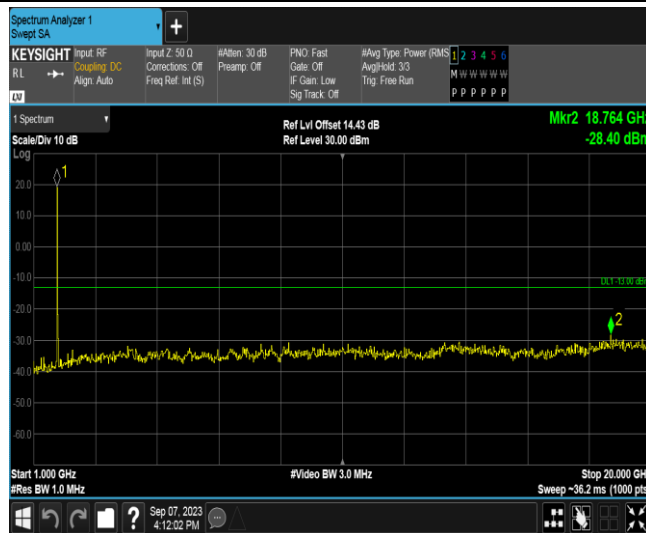 Spectrum Analyzer 1
Swept SA
+
KEYSIGHT
RL
LXI
Input: RF
Coupling: DC
Align: Auto
Input Z: 50 Ω
Corrections: Off
Freq Ref: Int (S)
#Atten: 30 dB
Preamp: Off
PNO: Fast
Gate: Off
IF Gain: Low
Sig Track: Off
#Avg Type: Power (RMS
Avg|Hold: 3/3
Trig: Free Run
1 2 3 4 5 6
M W W W W W
P P P P P P
1 Spectrum
Scale/Div 10 dB
Log
Ref Lvl Offset 14.43 dB
Ref Level 30.00 dBm
Mkr2 18.764 GHz
-28.40 dBm
1
20.0
10.0
0.00
-10.0
DL1 -13.00 dBm
-20.0
2
-30.0
-40.0
-50.0
-60.0
Start 1.000 GHz
#Res BW 1.0 MHz
#Video BW 3.0 MHz
Stop 20.000 GHz
Sweep ~36.2 ms (1000 pts
?
Sep 07, 2023
4:12:02 PM